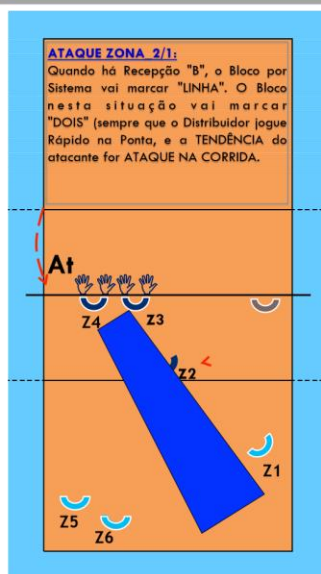 ATAQUE ZONA_2/1:
Quando há Recepção "B", o Bloco por
Sistema vai marcar "LINHA". O Bloco
nesta situação vai marcar
"DOIS" (sempre que o Distribuidor jogue
Rápido na Ponta, e a TENDÊNCIA do
atacante for ATAQUE NA CORRIDA.
At
Z4 Z3
Z2
Z1
Z5
Z6